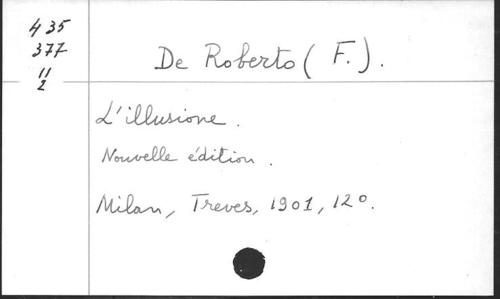 435
377
11
2
De Roberto (F.).
L'illusione.
Nouvelle édition.
Milan, Treves, 1901, 12°.